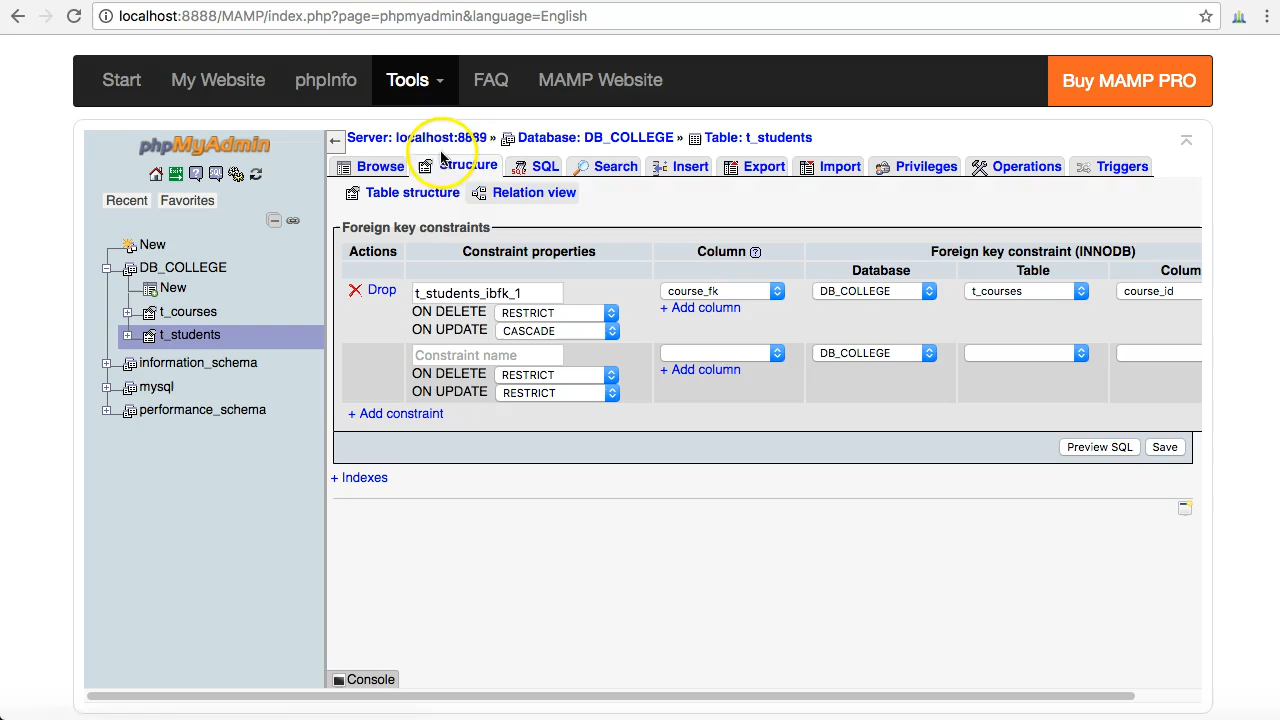 localhost:8888/MAMP/index.php?page=phpmyadmin&language=English
Start My Website phpInfo Tools FAQ MAMP Website Buy MAMP PRO
phpMyAdmin
Recent Favorites
New
DB_COLLEGE
New
t_courses
t_students
information_schema
mysql
performance_schema
Server: localhost:8889 » Database: DB_COLLEGE » Table: t_students
Browse Structure SQL Search Insert Export Import Privileges Operations Triggers
Table structure Relation view
Foreign key constraints
Actions Constraint properties Column Foreign key constraint (INNODB)
Database Table Colum
Drop t_students_ibfk_1 course_fk DB_COLLEGE t_courses course_id
ON DELETE RESTRICT + Add column
ON UPDATE CASCADE
Constraint name DB_COLLEGE
ON DELETE RESTRICT + Add column
ON UPDATE RESTRICT
+ Add constraint
Preview SQL Save
+ Indexes
Console